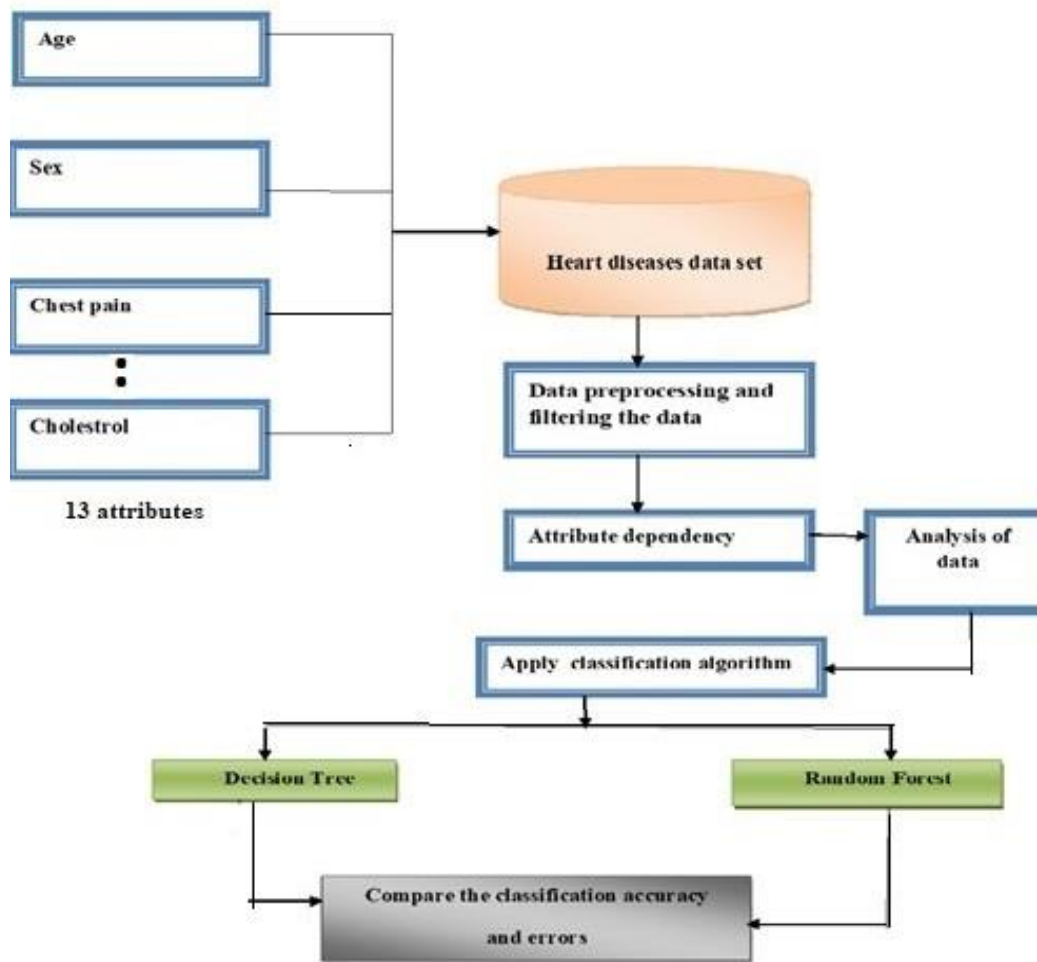 Age
Sex
Chest pain
Cholestrol
13 attributes
Heart diseases data set
Data preprocessing and
filtering the data
Attribute dependency
Analysis of
data
Apply classification algorithm
Decision Tree
Random Forest
Compare the classification accuracy
and errors